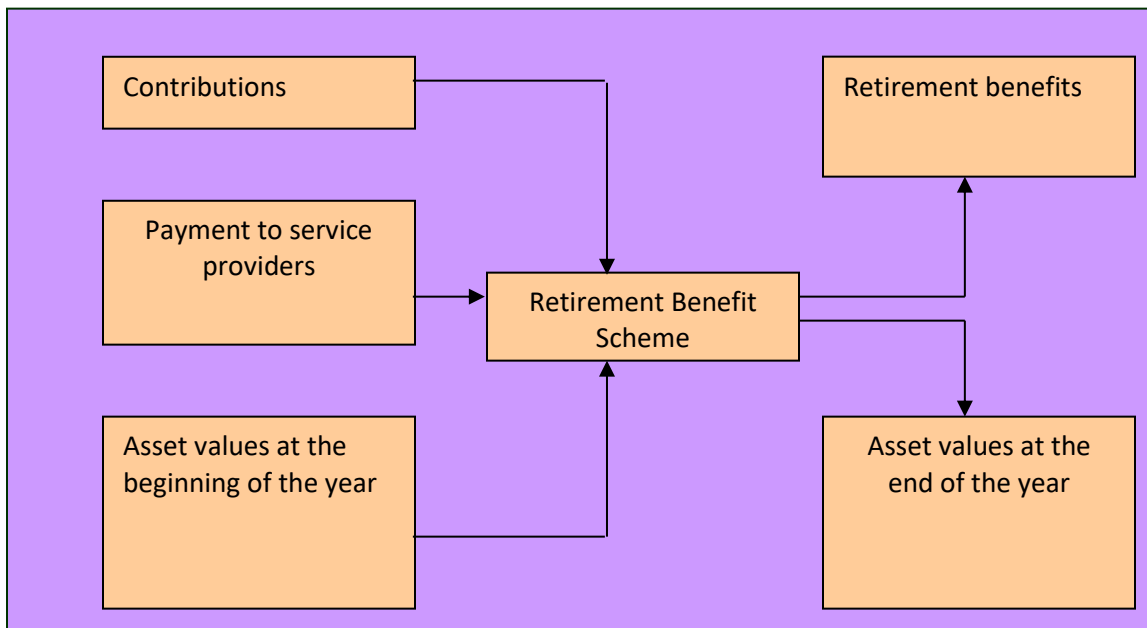 Contributions
Retirement benefits
Payment to service
providers
Retirement Benefit
Scheme
Asset values at the
beginning of the year
Asset values at the
end of the year